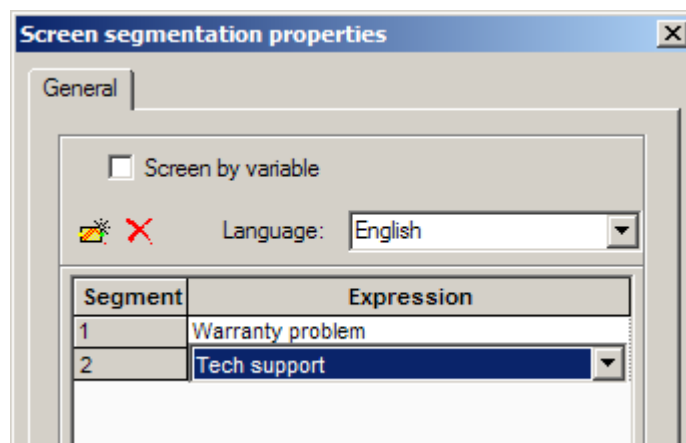 Screen segmentation properties
General
Screen by variable
Language: English
Segment Expression
1 Warranty problem
2 Tech support